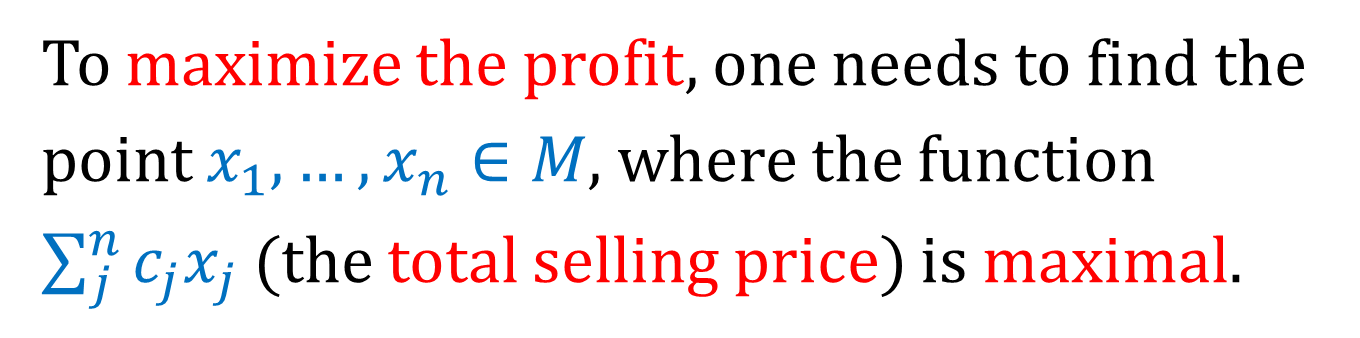 To maximize the profit, one needs to find the
point x₁, … , xₙ ∈ M, where the function
∑ⱼⁿ cⱼxⱼ (the total selling price) is maximal.